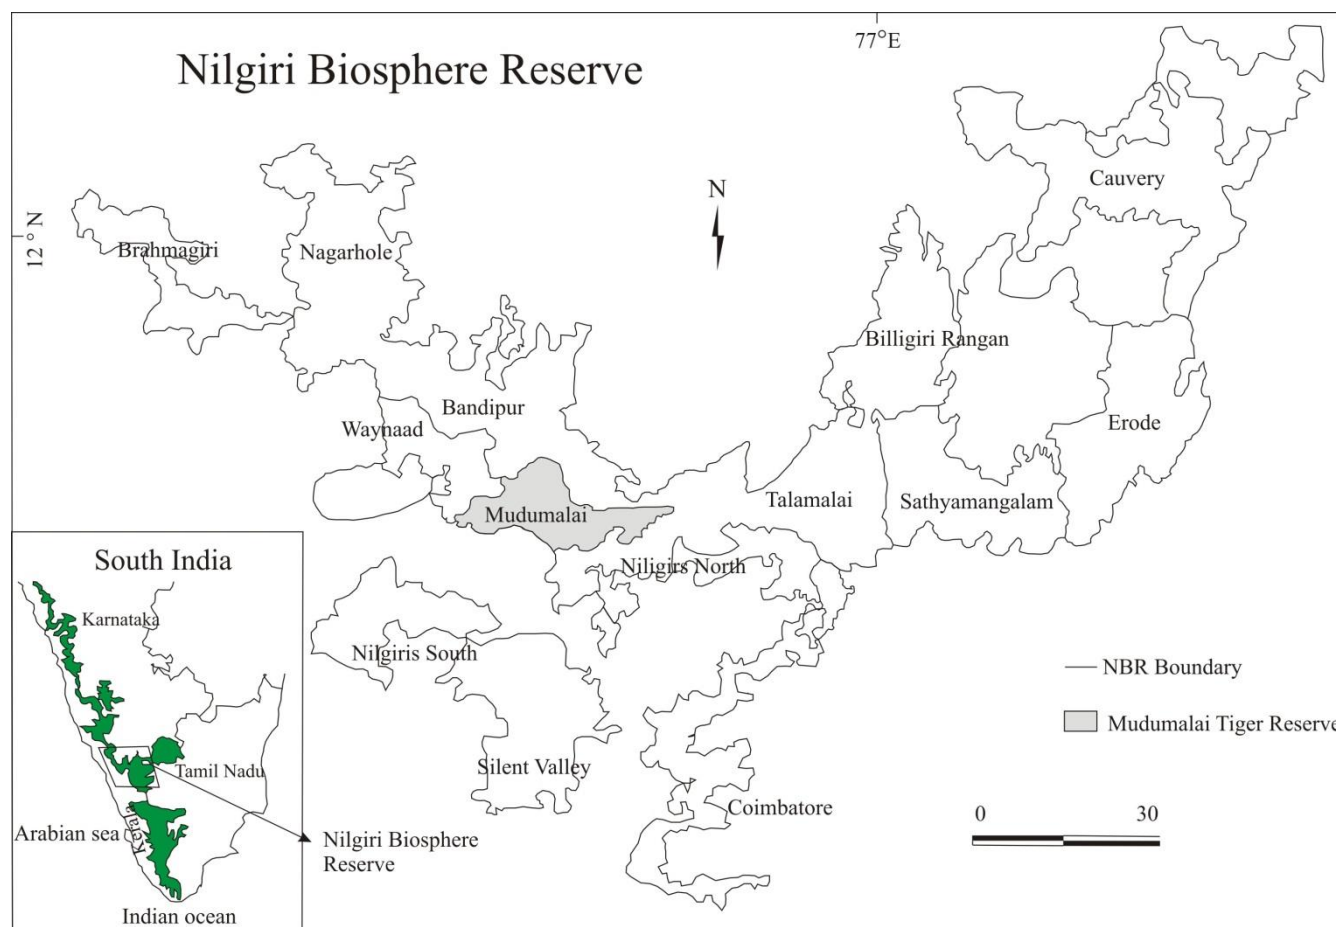 77°E
Nilgiri Biosphere Reserve
N
12° N
Cauvery
Brahmagiri
Nagarhole
Billigiri Rangan
Bandipur
Waynaad
Erode
Talamalai
Sathyamangalam
Mudumalai
Niligirs North
Nilgiris South
Silent Valley
Coimbatore
NBR Boundary
Mudumalai Tiger Reserve
0 30
South India
Karnataka
Tamil Nadu
Kerala
Arabian sea
Indian ocean
Nilgiri Biosphere
Reserve